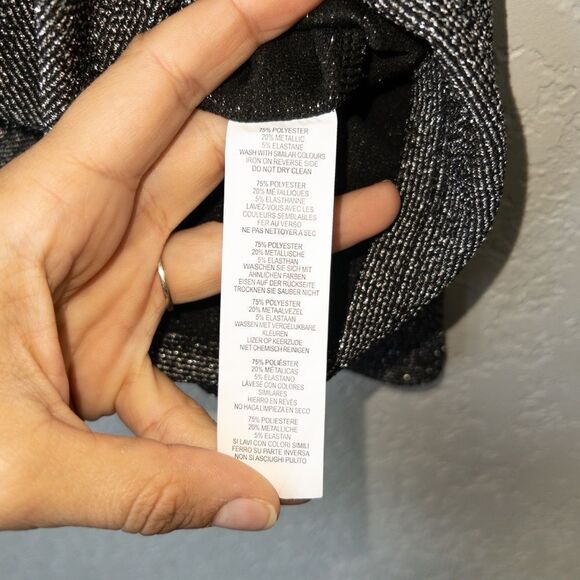 75% POLYESTER
20% METALLIC
5% ELASTANE
WASH WITH SIMILAR COLOURS
IRON ON REVERSE SIDE
DO NOT DRY CLEAN
75% POLYESTER
20% MÉTALLIQUES
5% ELASTHANNE
LAVEZ-VOUS AVEC LES
COULEURS SEMBLABLES
FER AU VERSO
NE PAS NETTOYER A SEC
75% POLYESTER
20% METALLISCHE
5% ELASTHAN
WASCHEN SIE SICH MIT
ÄHNLICHEN FARBEN
EISEN AUF DER RÜCKSEITE
TROCKNEN SIE SAUBER NICHT
75% POLYESTER
20% METAALVEZEL
5% ELASTAAN
WASSEN MET VERGELIJKBARE
KLEUREN
IJZER OP KEERZIJDE
NIET CHEMISCH REINIGEN
75% POLIÉSTER
20% METÁLICAS
5% ELASTANO
LÁVESE CON COLORES
SIMILARES
HIERRO EN REVÉS
NO HAGA LIMPIEZA EN SECO
75% POLIESTERE
20% METALLICHE
5% ELASTAN
SI LAVI CON COLORI SIMILI
FERRO SU PARTE INVERSA
NON SI ASCIUGHI PULITO